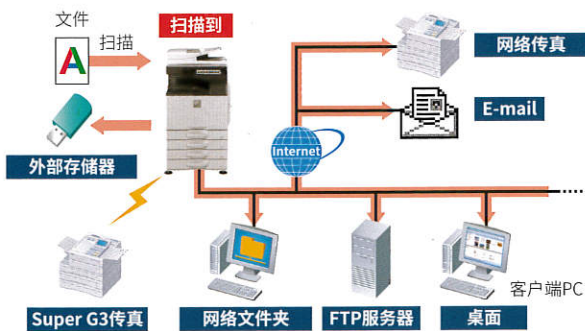 文件
扫描
A
扫描到
外部存储器
Internet
网络传真
E-mail
Super G3传真
网络文件夹
FTP服务器
桌面
客户端PC